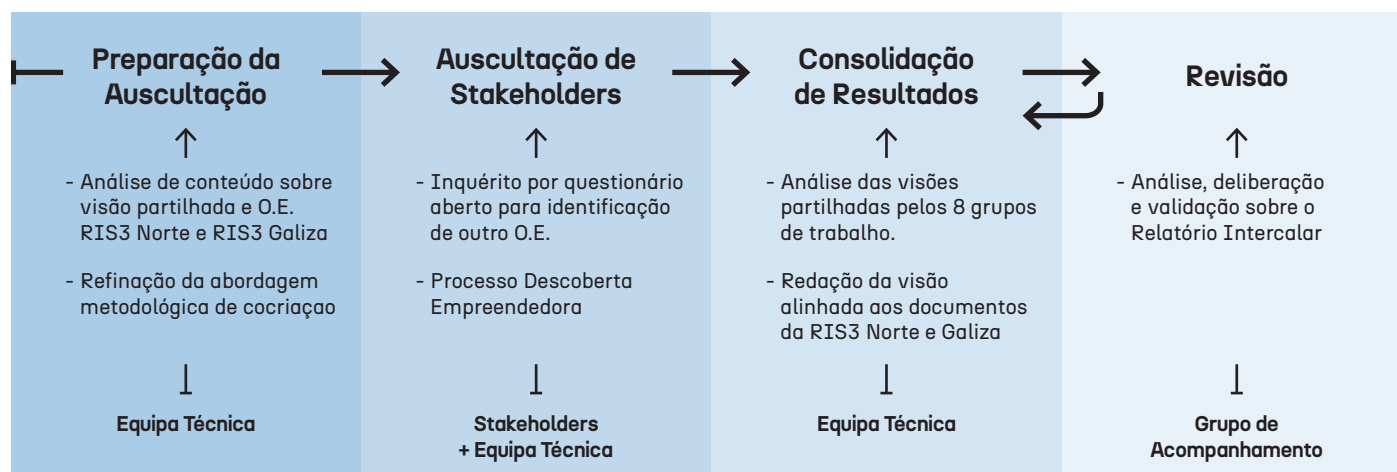 Preparação da
Auscultação
- Análise de conteúdo sobre
visão partilhada e O.E.
RIS3 Norte e RIS3 Galiza
- Refinação da abordagem
metodológica de cocriaçao
Equipa Técnica
Auscultação de
Stakeholders
- Inquérito por questionário
aberto para identificação
de outro O.E.
- Processo Descoberta
Empreendedora
Stakeholders
+ Equipa Técnica
Consolidação
de Resultados
- Análise das visões
partilhadas pelos 8 grupos
de trabalho.
- Redação da visão
alinhada aos documentos
da RIS3 Norte e Galiza
Equipa Técnica
Revisão
- Análise, deliberação
e validação sobre o
Relatório Intercalar
Grupo de
Acompanhamento